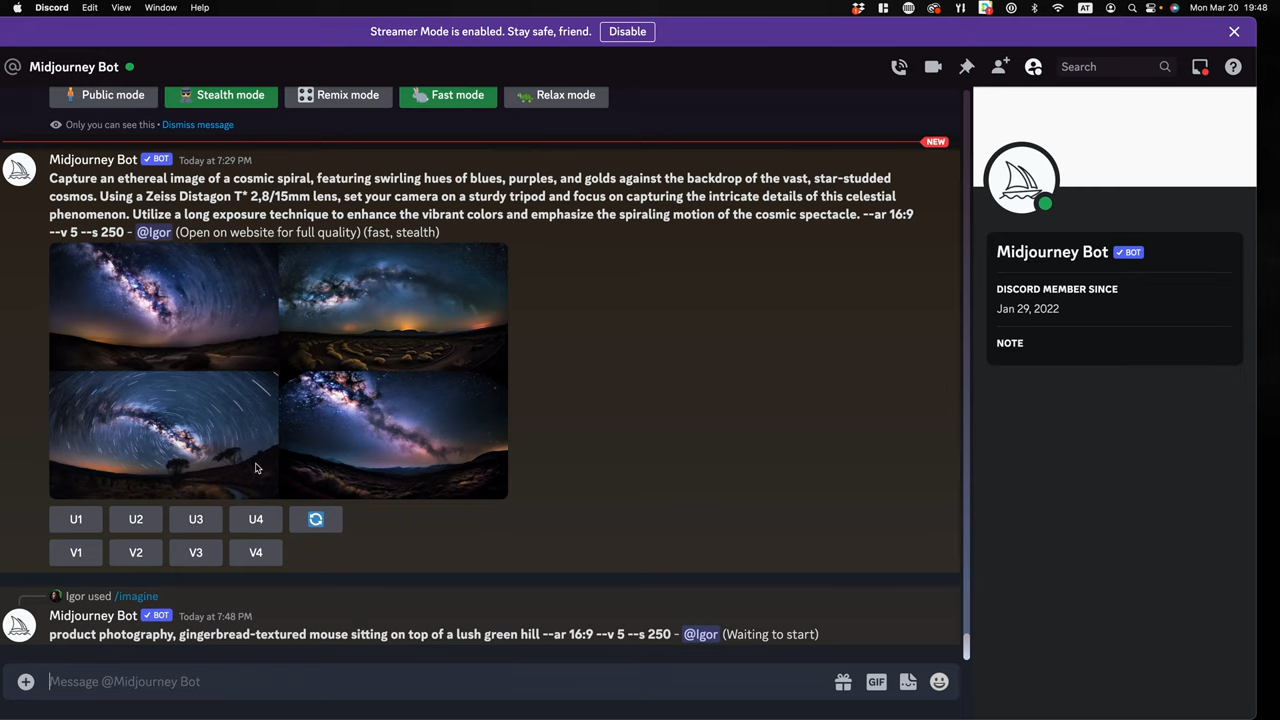 Discord Edit View Window Help
AT Mon Mar 20 19:48
Streamer Mode is enabled. Stay safe, friend. Disable
Midjourney Bot
Search
Public mode Stealth mode Remix mode Fast mode Relax mode
Only you can see this • Dismiss message
NEW
Midjourney Bot ✓ BOT Today at 7:29 PM
Capture an ethereal image of a cosmic spiral, featuring swirling hues of blues, purples, and golds against the backdrop of the vast, star-studded
cosmos. Using a Zeiss Distagon T* 2,8/15mm lens, set your camera on a sturdy tripod and focus on capturing the intricate details of this celestial
phenomenon. Utilize a long exposure technique to enhance the vibrant colors and emphasize the spiraling motion of the cosmic spectacle. --ar 16:9
--v 5 --s 250 - @Igor (Open on website for full quality) (fast, stealth)
U1 U2 U3 U4
V1 V2 V3 V4
Igor used /imagine
Midjourney Bot ✓ BOT Today at 7:48 PM
product photography, gingerbread-textured mouse sitting on top of a lush green hill --ar 16:9 --v 5 --s 250 - @Igor (Waiting to start)
Message @Midjourney Bot
GIF
Midjourney Bot ✓ BOT
DISCORD MEMBER SINCE
Jan 29, 2022
NOTE